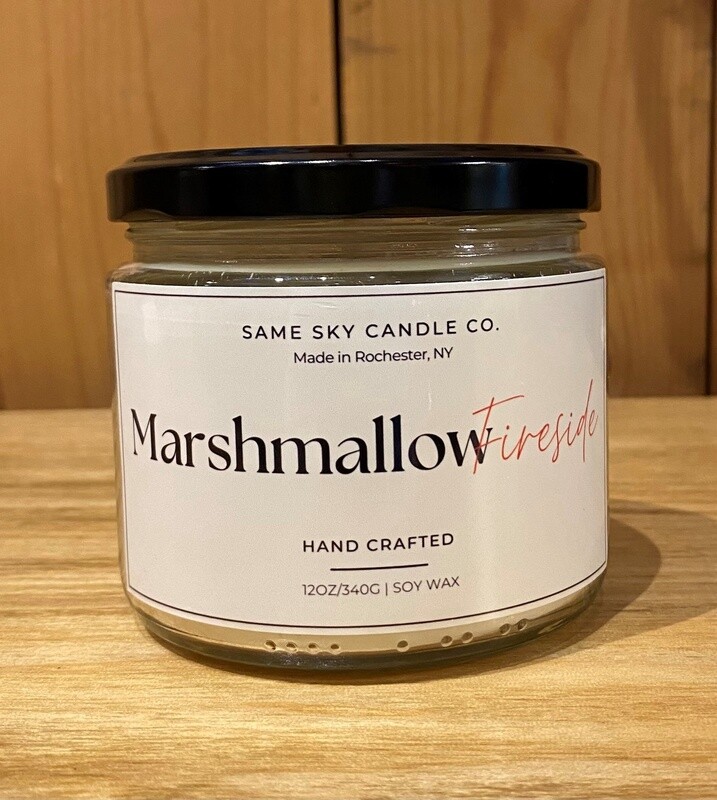 SAME SKY CANDLE CO.
Made in Rochester, NY
Marshmallow Fireside
HAND CRAFTED
12OZ/340G | SOY WAX